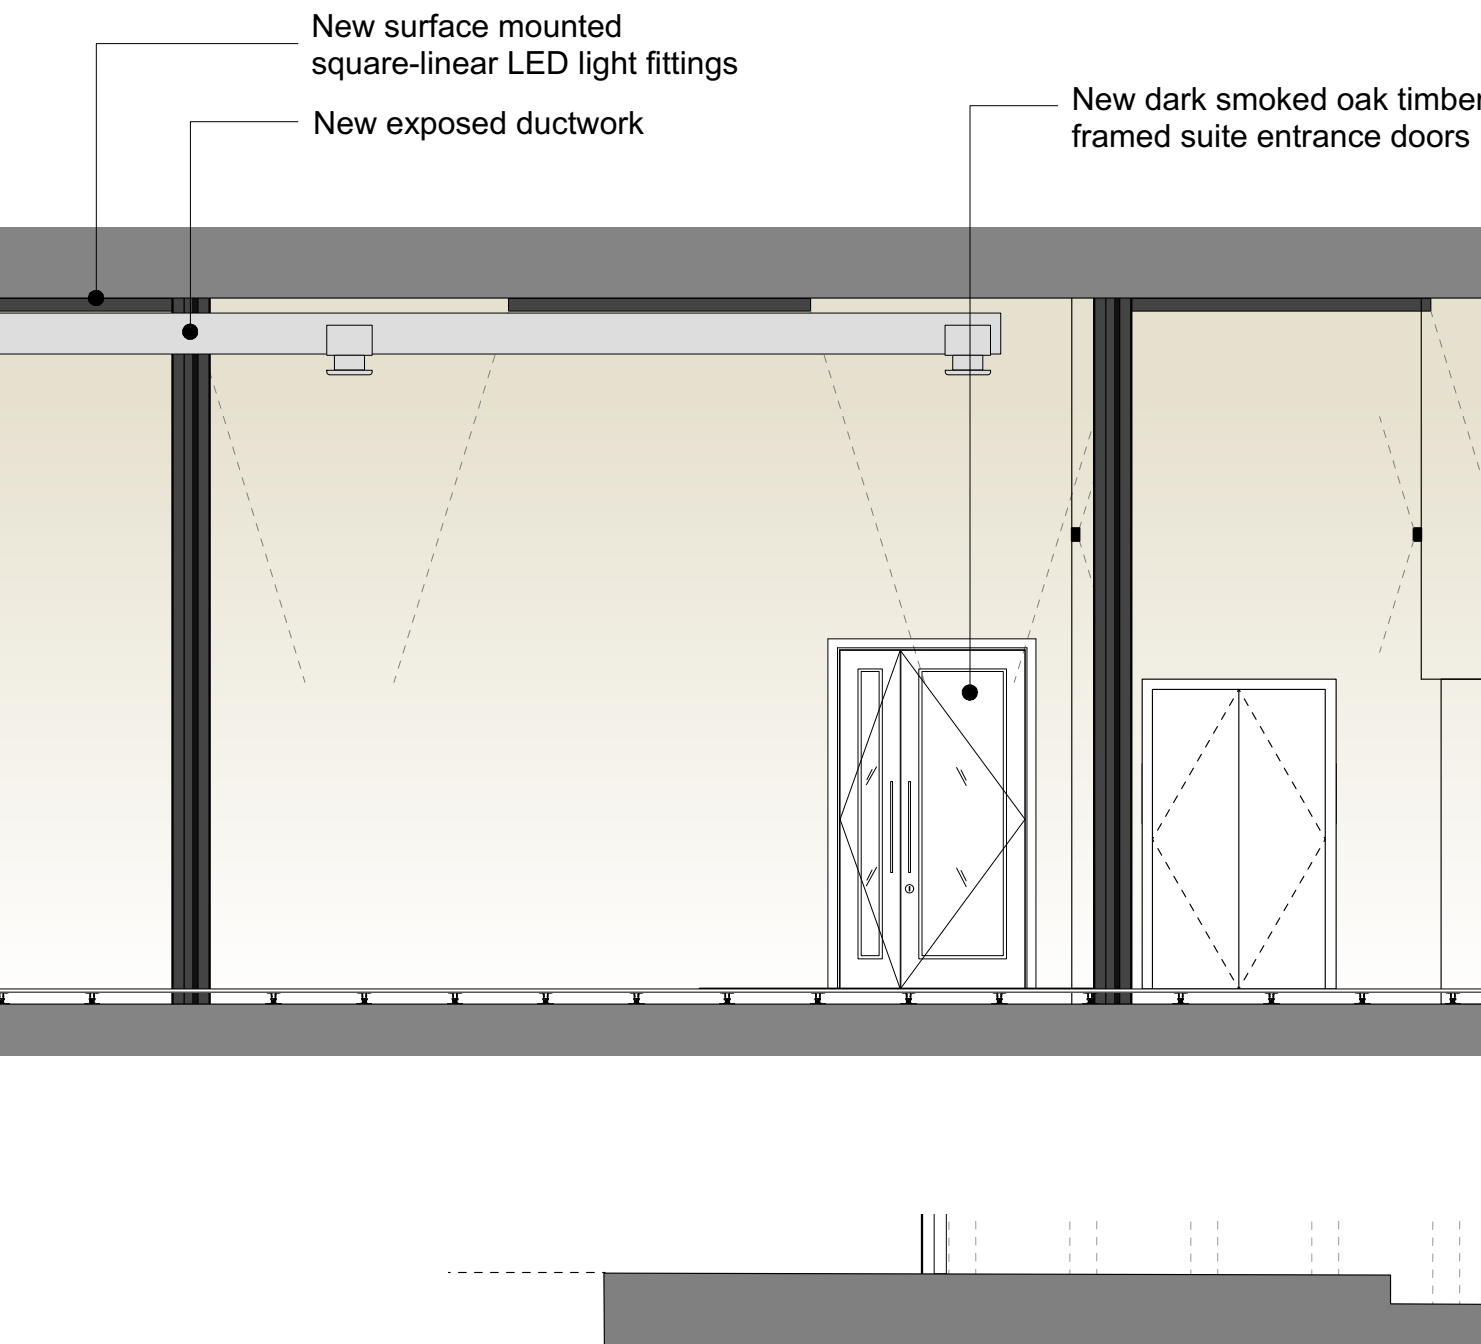 New surface mounted
square-linear LED light fittings
New exposed ductwork
New dark smoked oak timber
framed suite entrance doors